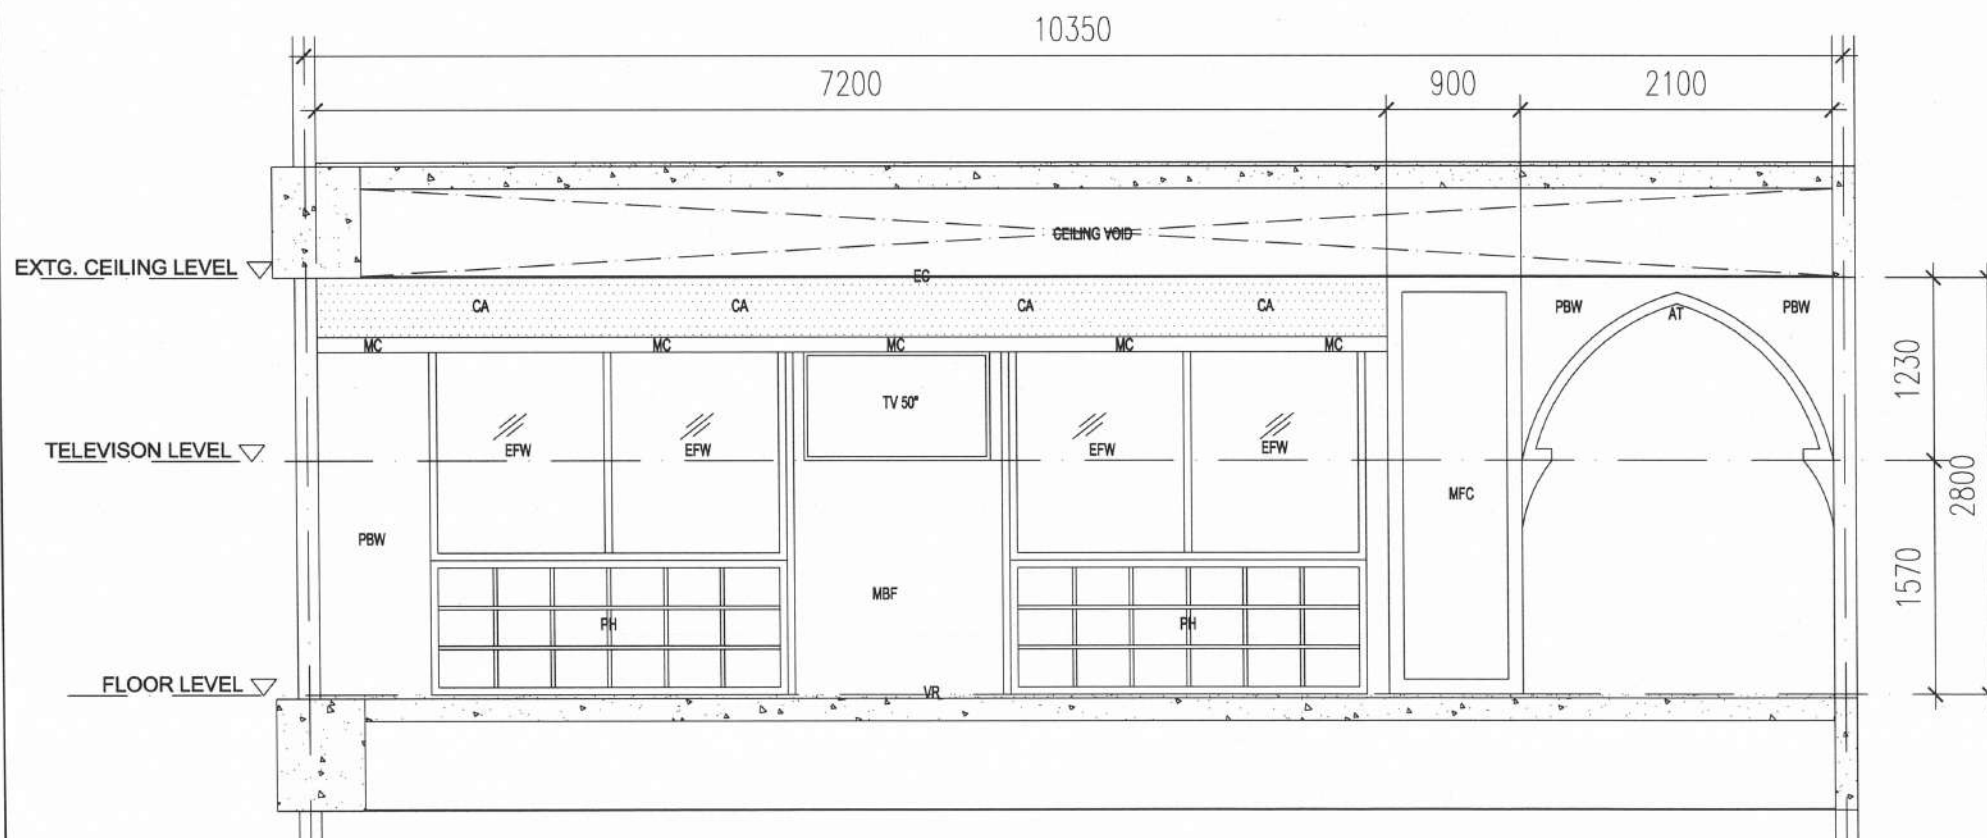 10350
7200 900 2100
CEILING VOID
EXTG. CEILING LEVEL
EC
CA CA CA CA PBW AT PBW
MC MC MC MC MC
1230
TV 50"
EFW EFW EFW EFW
TELEVISON LEVEL
2800
MFC
PBW
1570
MBF
PH PH
FLOOR LEVEL
VR